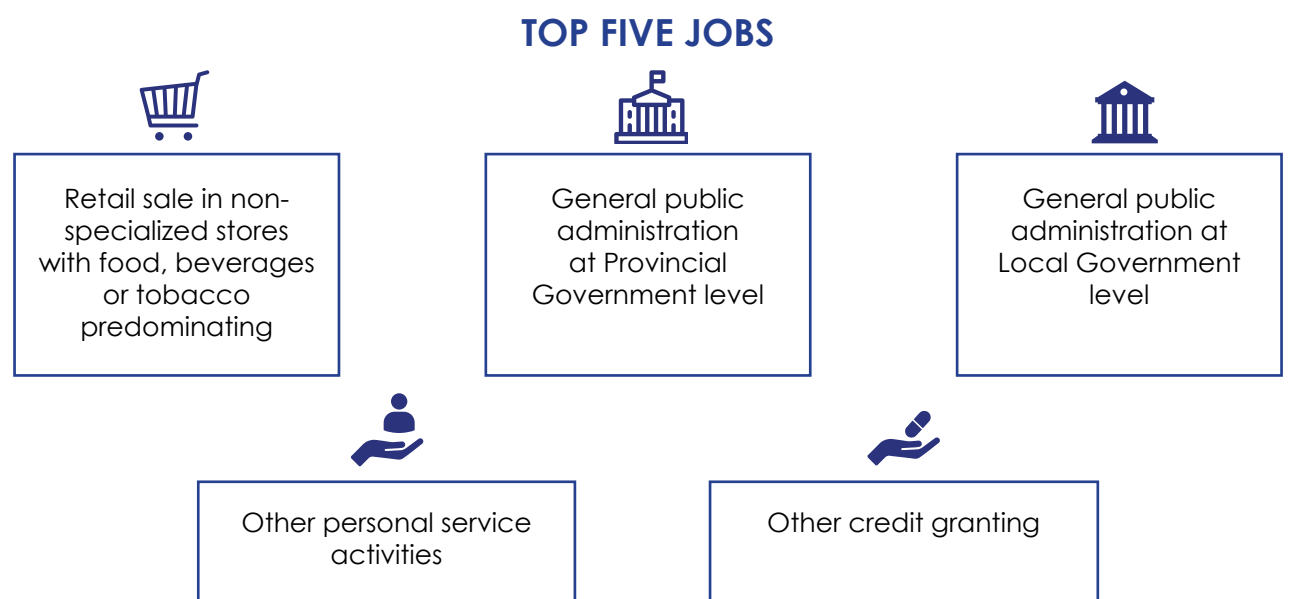 TOP FIVE JOBS
Retail sale in non-
specialized stores
with food, beverages
or tobacco
predominating
General public
administration
at Provincial
Government level
General public
administration at
Local Government
level
Other personal service
activities
Other credit granting